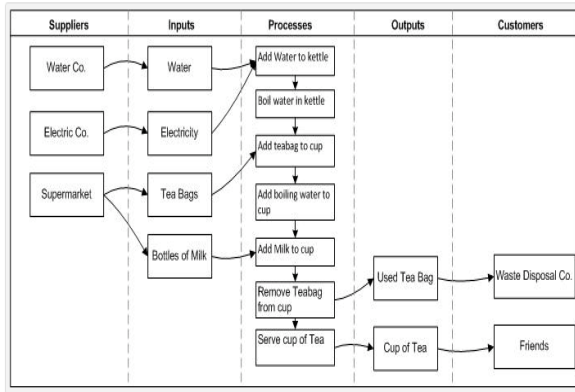 Suppliers Inputs Processes Outputs Customers
Water Co. Water Add Water to kettle
Boil water in kettle
Electric Co. Electricity Add teabag to cup
Supermarket Tea Bags Add boiling water to
cup
Bottles of Milk Add Milk to cup
Remove Teabag
from cup
Used Tea Bag Waste Disposal Co.
Serve cup of Tea Cup of Tea Friends